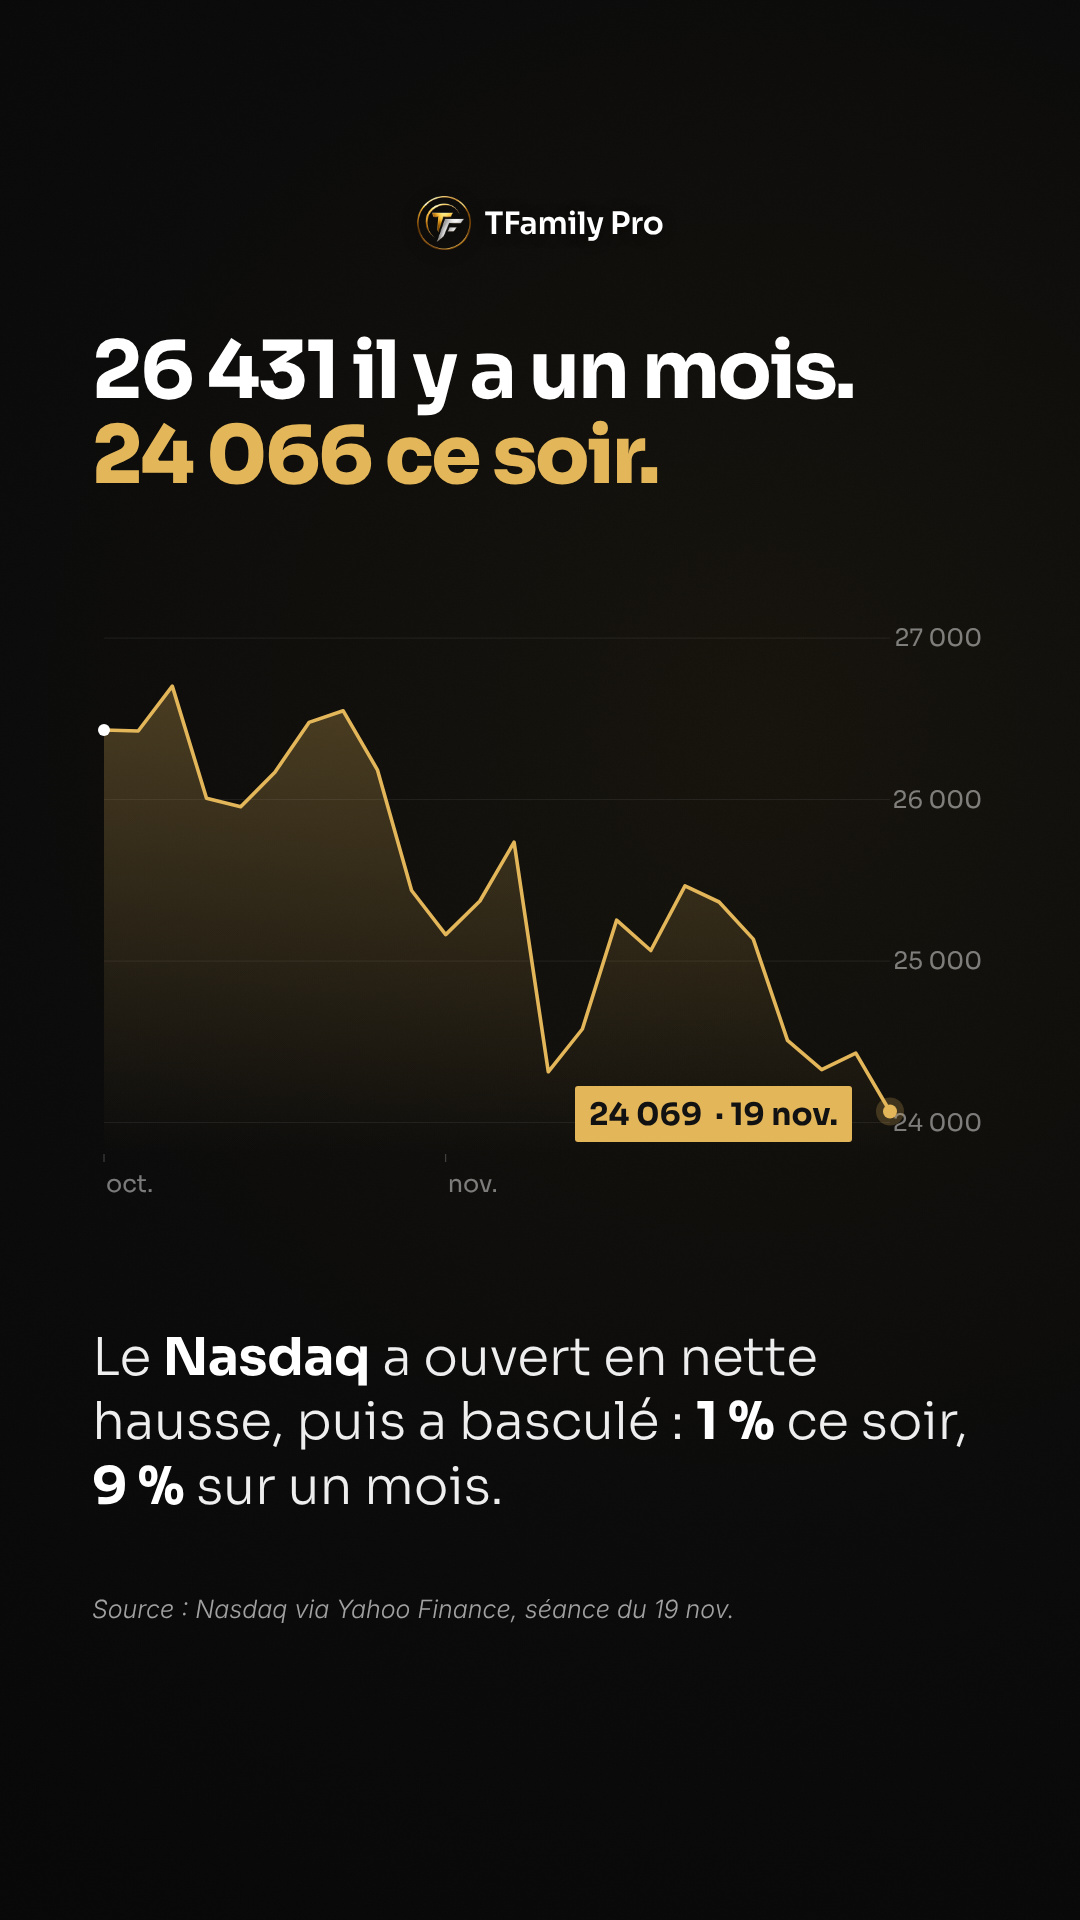 TFamily Pro
26 431 il y a un mois.
24 066 ce soir.
27 000
26 000
25 000
24 069 · 19 nov.
24 000
oct.
nov.
Le Nasdaq a ouvert en nette
hausse, puis a basculé : 1 % ce soir,
9 % sur un mois.
Source : Nasdaq via Yahoo Finance, séance du 19 nov.